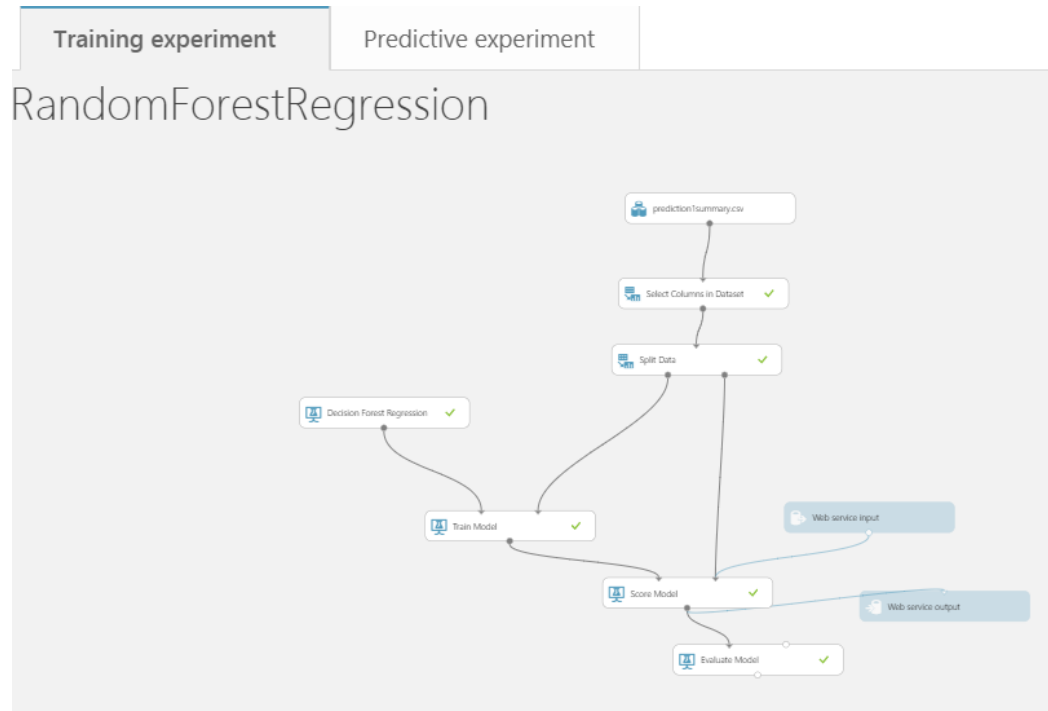 Training experiment
Predictive experiment
RandomForestRegression
prediction1summary.csv
Select Columns in Dataset
Split Data
Decision Forest Regression
Train Model
Web service input
Score Model
Web service output
Evaluate Model